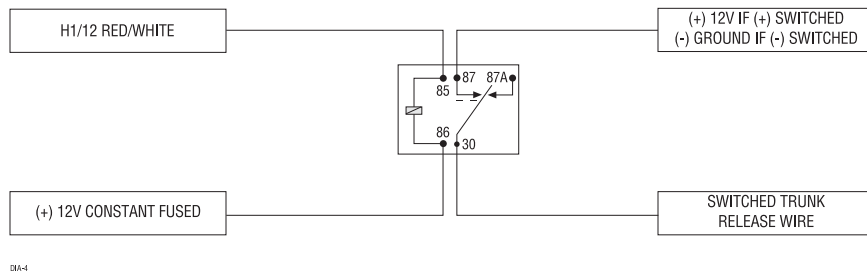 H1/12 RED/WHITE
(+) 12V IF (+) SWITCHED
(-) GROUND IF (-) SWITCHED
87 87A
85
86
30
(+) 12V CONSTANT FUSED
SWITCHED TRUNK
RELEASE WIRE
DIA-4